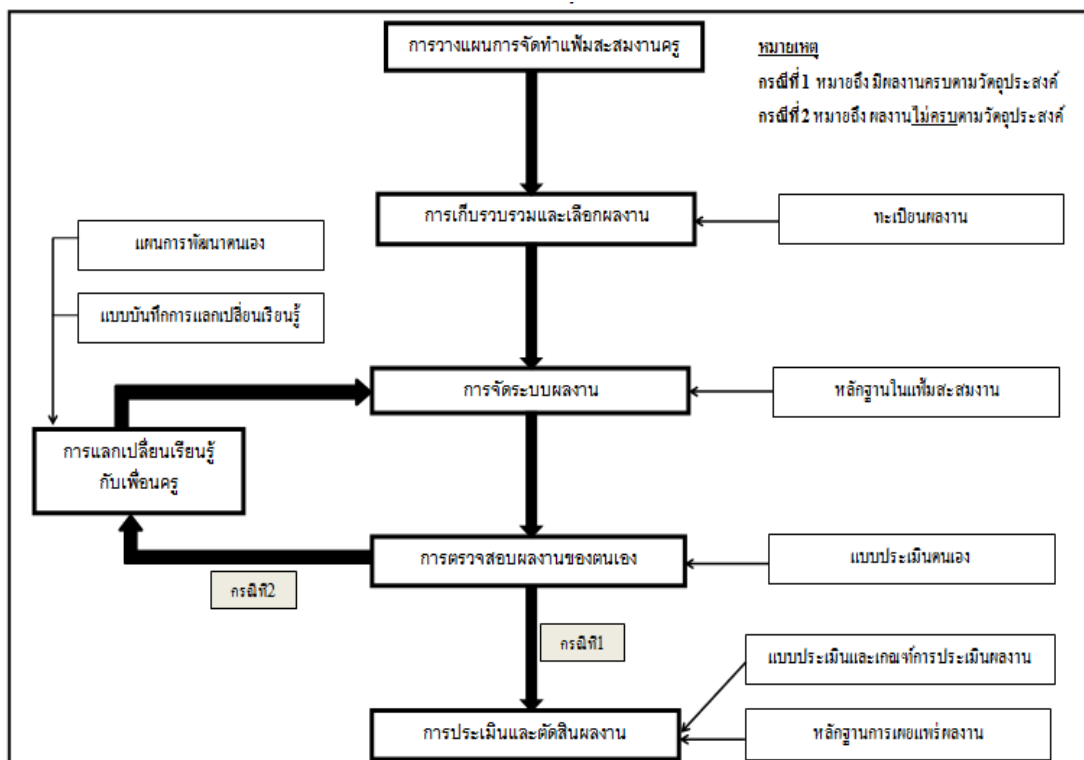 การวางแผนการจัดทำแฟ้มสะสมงานครู
หมายเหตุ
กรณีที่ 1 หมายถึง มีผลงานครบตามวัตถุประสงค์
กรณีที่ 2 หมายถึง ผลงานไม่ครบตามวัตถุประสงค์
การเก็บรวบรวมและเลือกผลงาน
ทะเบียนผลงาน
แผนการพัฒนาตนเอง
แบบบันทึกการแลกเปลี่ยนเรียนรู้
การจัดระบบผลงาน
หลักฐานในแฟ้มสะสมงาน
การแลกเปลี่ยนเรียนรู้
กับเพื่อนครู
การตรวจสอบผลงานของตนเอง
แบบประเมินตนเอง
กรณีที่2
กรณีที่1
แบบประเมินและเกณฑ์การประเมินผลงาน
การประเมินและตัดสินผลงาน
หลักฐานการเผยแพร่ผลงาน